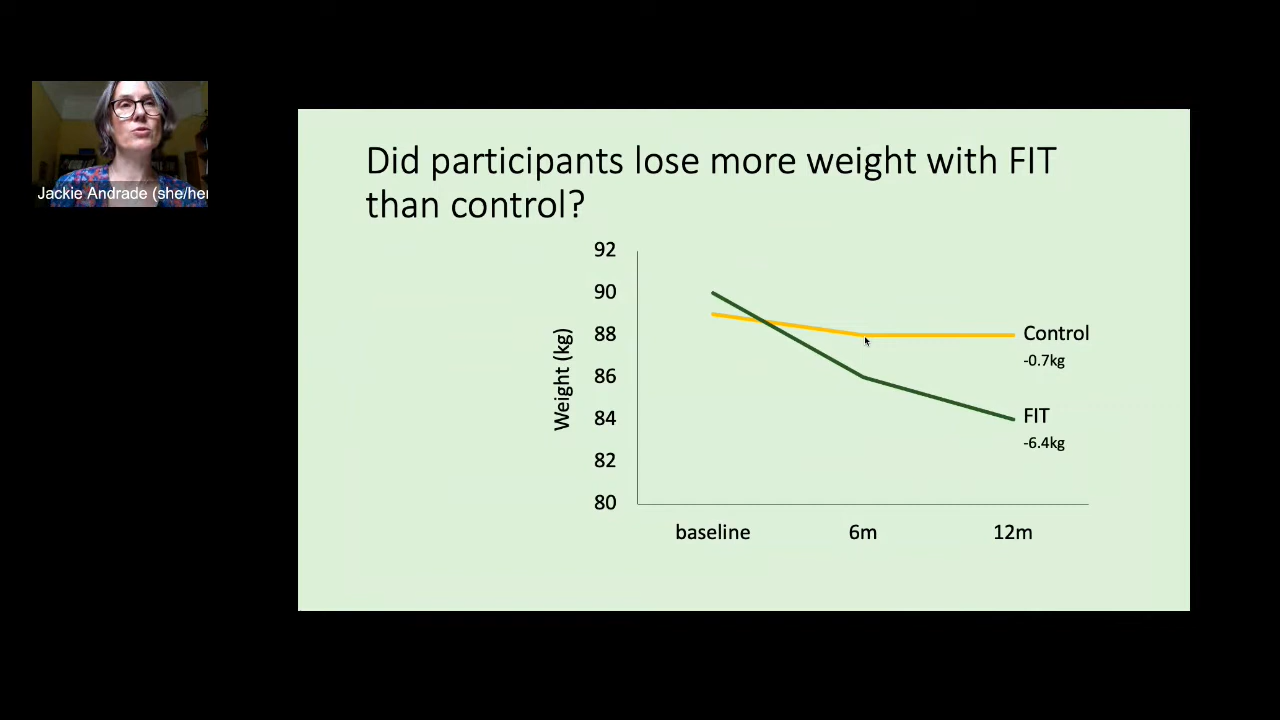 Jackie Andrade (she/her
Did participants lose more weight with FIT
than control?
92
90
88
86
84
82
80
Weight (kg)
Control
-0.7kg
FIT
-6.4kg
baseline
6m
12m